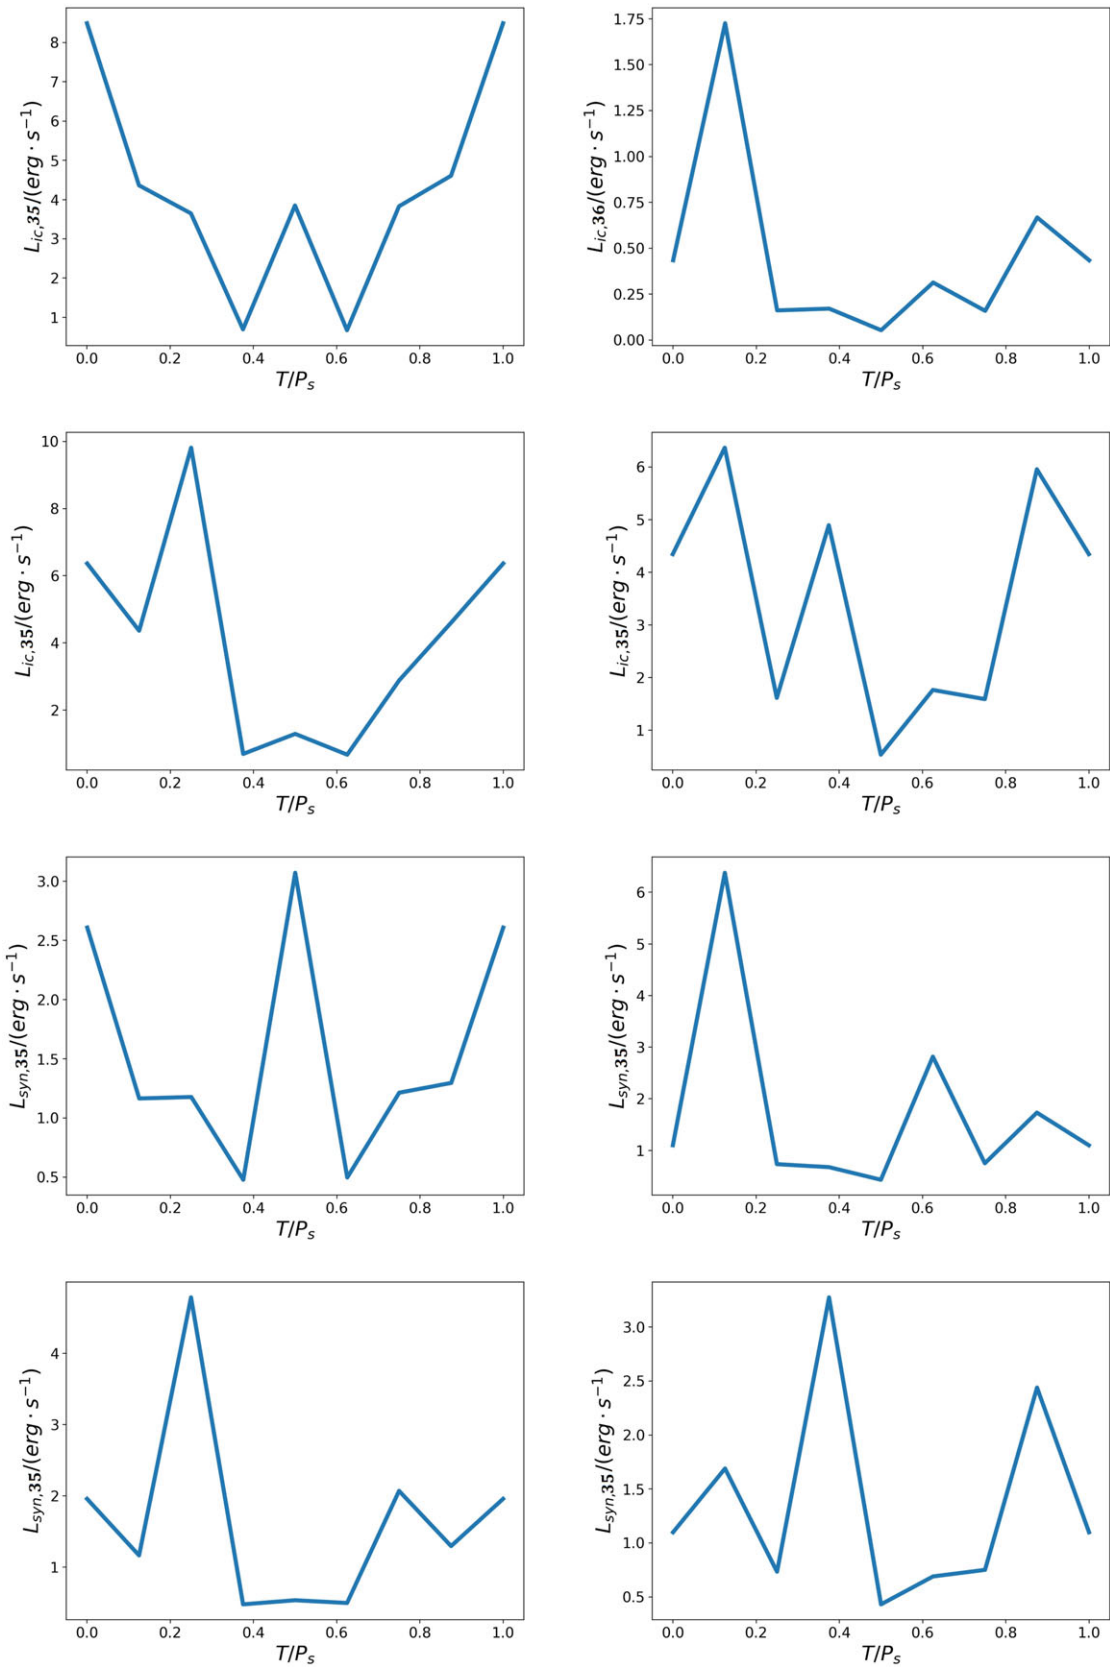 L_{ic,35}/(erg · s^{-1})
8
7
6
5
4
3
2
1
0.0 0.2 0.4 0.6 0.8 1.0
T/P_s
L_{ic,36}/(erg · s^{-1})
1.75
1.50
1.25
1.00
0.75
0.50
0.25
0.00
0.0 0.2 0.4 0.6 0.8 1.0
T/P_s
L_{ic,35}/(erg · s^{-1})
10
8
6
4
2
0.0 0.2 0.4 0.6 0.8 1.0
T/P_s
L_{ic,35}/(erg · s^{-1})
6
5
4
3
2
1
0.0 0.2 0.4 0.6 0.8 1.0
T/P_s
L_{syn,35}/(erg · s^{-1})
3.0
2.5
2.0
1.5
1.0
0.5
0.0 0.2 0.4 0.6 0.8 1.0
T/P_s
L_{syn,35}/(erg · s^{-1})
6
5
4
3
2
1
0.0 0.2 0.4 0.6 0.8 1.0
T/P_s
L_{syn,35}/(erg · s^{-1})
4
3
2
1
0.0 0.2 0.4 0.6 0.8 1.0
T/P_s
L_{syn,35}/(erg · s^{-1})
3.0
2.5
2.0
1.5
1.0
0.5
0.0 0.2 0.4 0.6 0.8 1.0
T/P_s